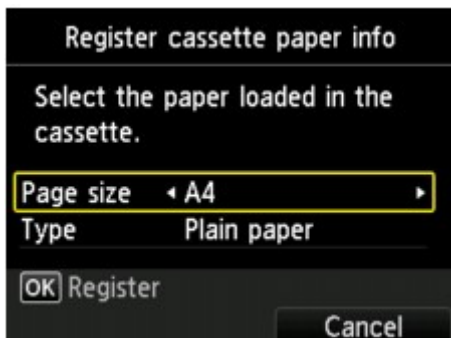 Register cassette paper info
Select the paper loaded in the
cassette.
Page size A4
Type Plain paper
OK Register
Cancel